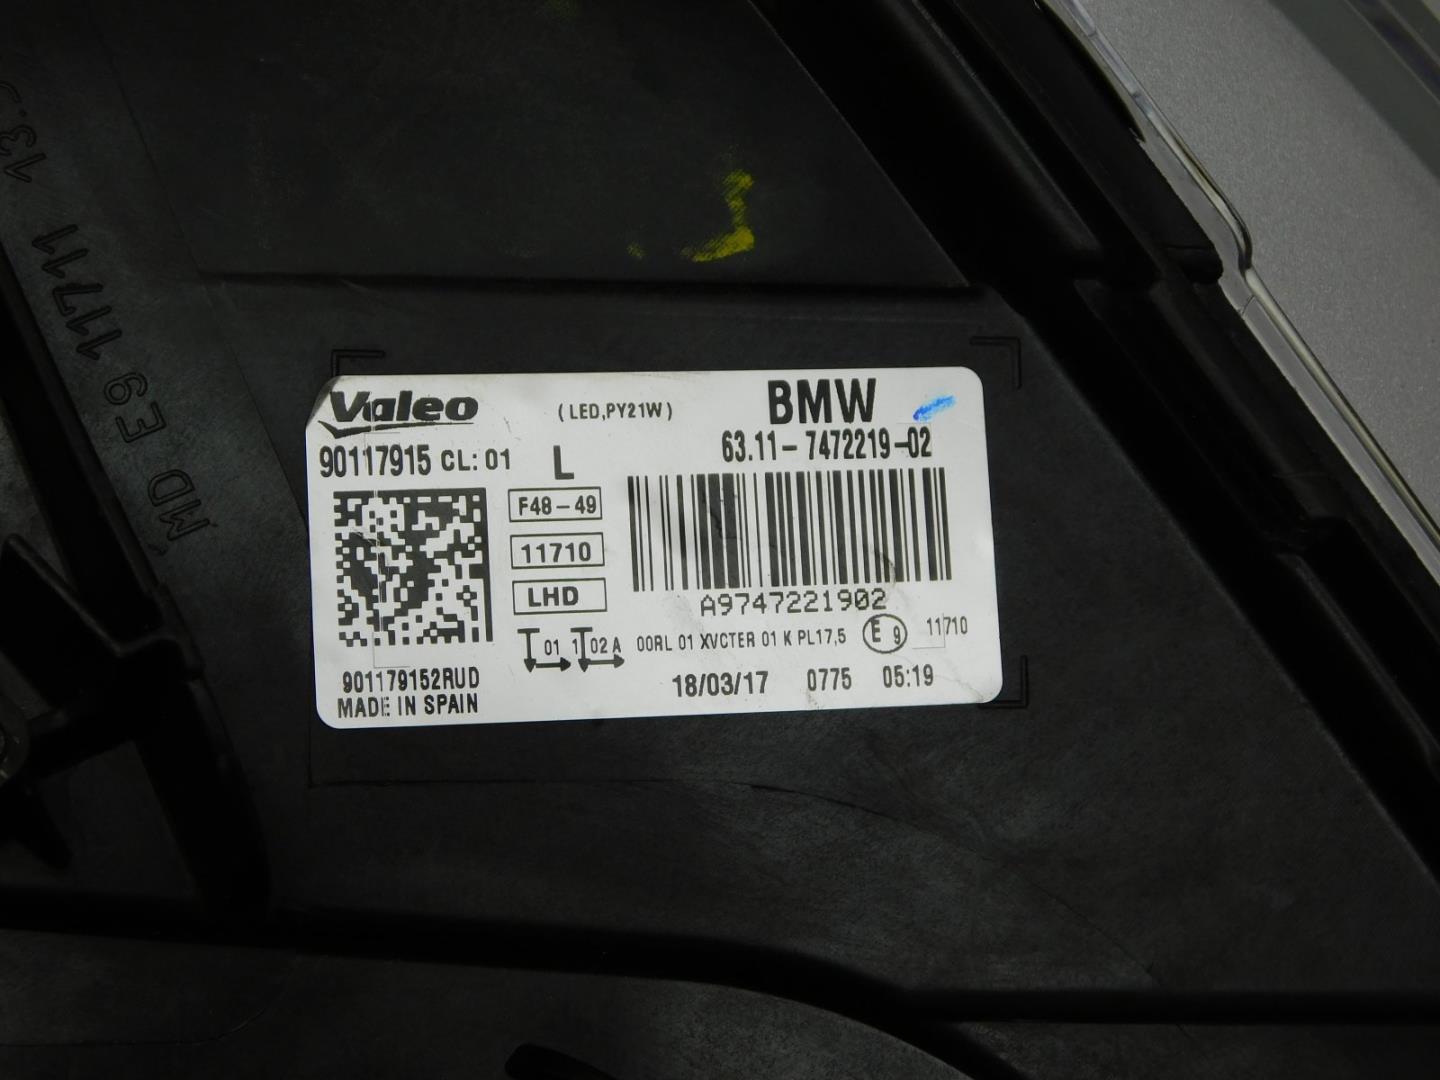 Valeo
(LED,PY21W)
BMW
90117915 CL: 01
L
63.11-7472219-02
F48-49
11710
LHD
A9747221902
01 1 02 A
00RL 01 XVCTER 01 K PL17,5
E 9
11710
901179152RUD
18/03/17 0775 05:19
MADE IN SPAIN
MD E9 11711